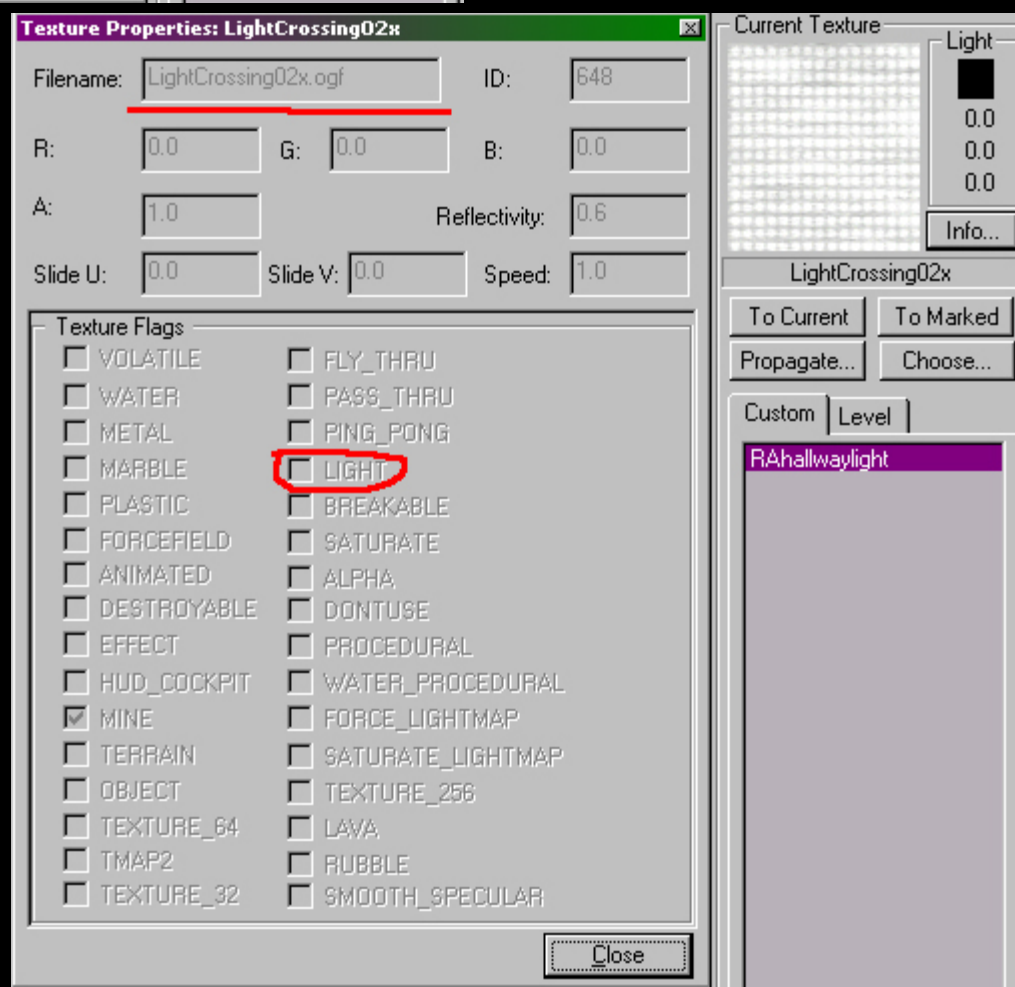 Texture Properties: LightCrossing02x
Filename: LightCrossing02x.ogf ID: 648
R: 0.0 G: 0.0 B: 0.0
A: 1.0 Reflectivity: 0.6
Slide U: 0.0 Slide V: 0.0 Speed: 1.0
Texture Flags
VOLATILE FLY_THRU
WATER PASS_THRU
METAL PING_PONG
MARBLE LIGHT
PLASTIC BREAKABLE
FORCEFIELD SATURATE
ANIMATED ALPHA
DESTROYABLE DONTUSE
EFFECT PROCEDURAL
HUD_COCKPIT WATER_PROCEDURAL
MINE FORCE_LIGHTMAP
TERRAIN SATURATE_LIGHTMAP
OBJECT TEXTURE_256
TEXTURE_64 LAVA
TMAP2 RUBBLE
TEXTURE_32 SMOOTH_SPECULAR
Close
Current Texture
Light
0.0
0.0
0.0
Info...
LightCrossing02x
To Current To Marked
Propagate... Choose...
Custom Level
RAhallwaylight